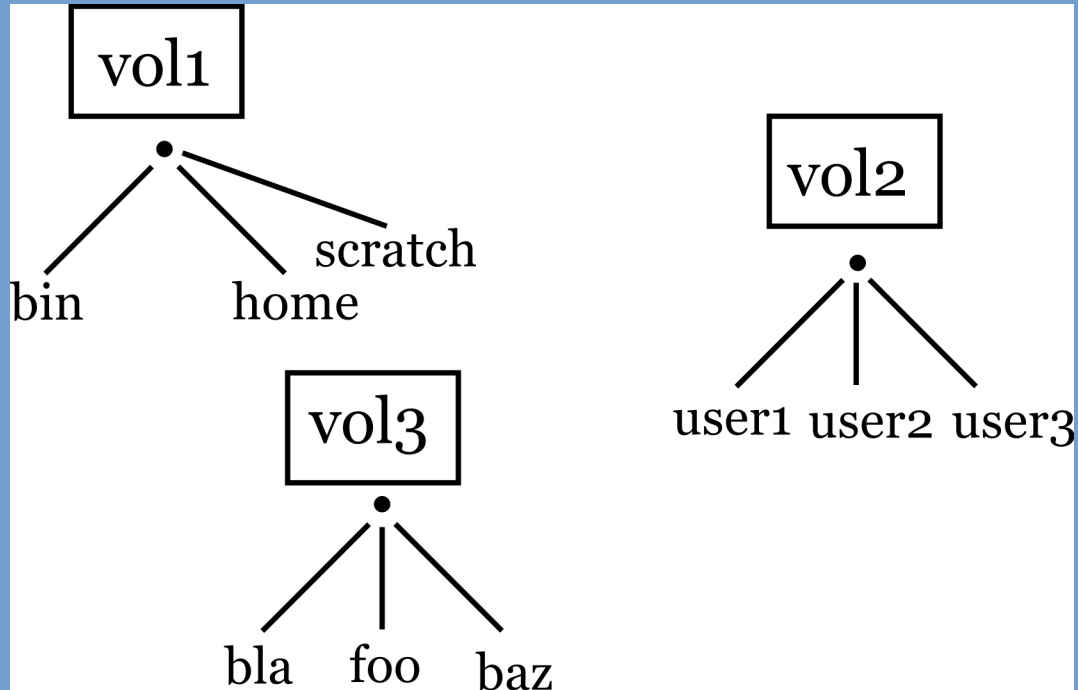 vol1
bin home scratch
vol2
user1 user2 user3
vol3
bla foo baz